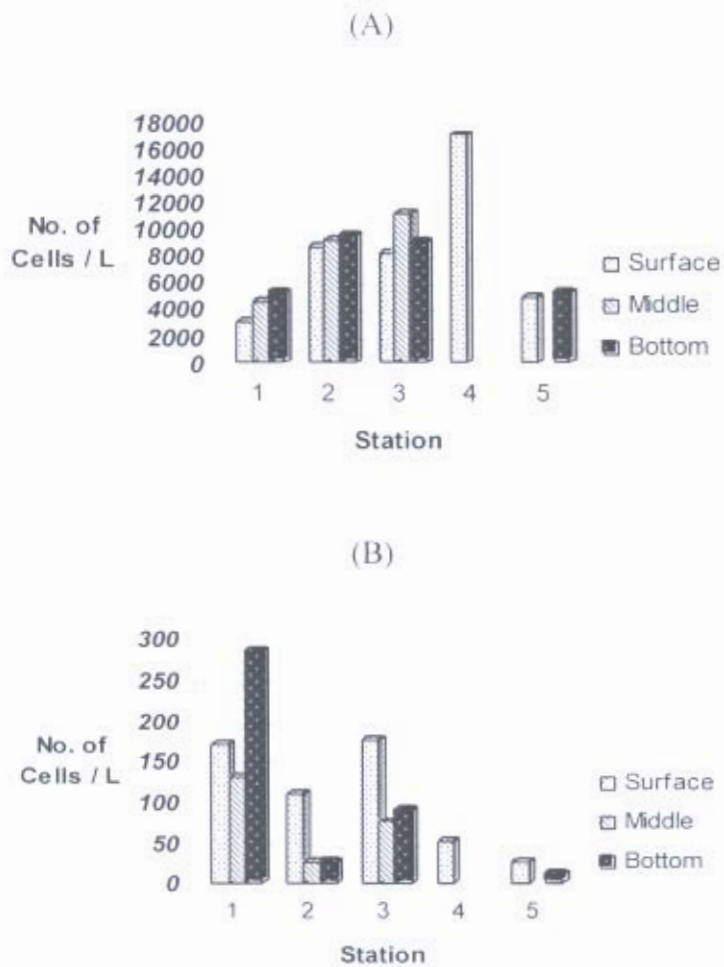 (A)
18000
16000
14000
12000
10000
8000
6000
4000
2000
0
No. of
Cells / L
Surface
Middle
Bottom
1 2 3 4 5
Station
(B)
300
250
200
150
100
50
0
No. of
Cells / L
Surface
Middle
Bottom
1 2 3 4 5
Station